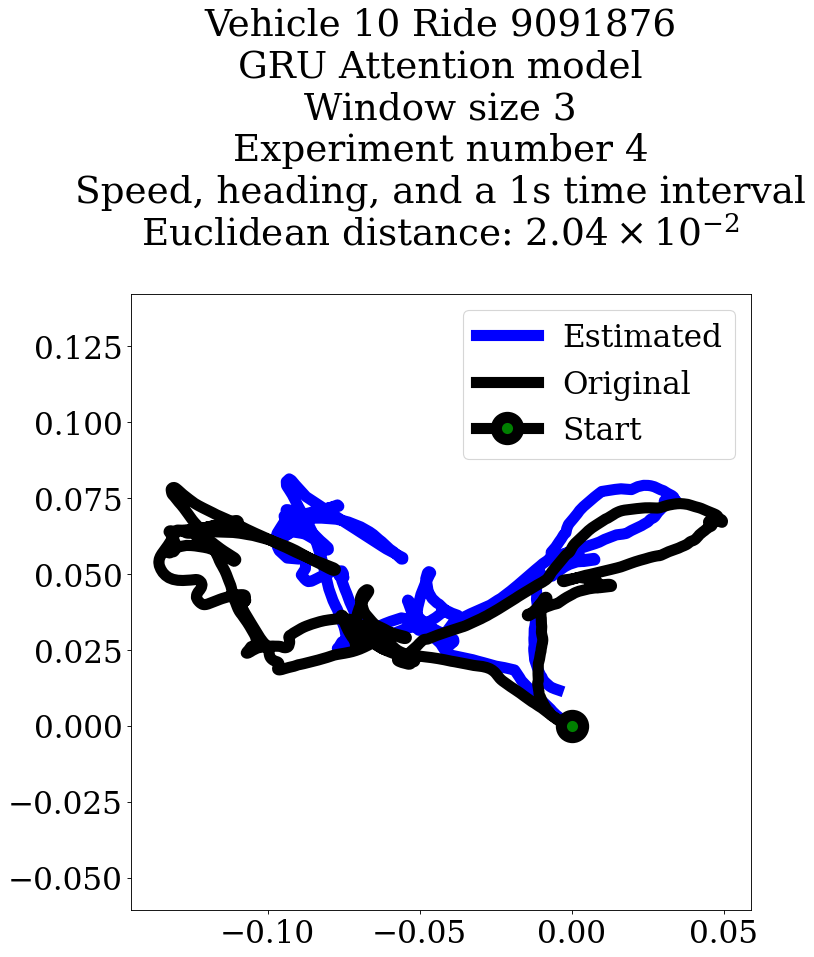 Vehicle 10 Ride 9091876
GRU Attention model
Window size 3
Experiment number 4
Speed, heading, and a 1s time interval
Euclidean distance: 2.04 × 10⁻²
Estimated
Original
Start
0.125
0.100
0.075
0.050
0.025
0.000
−0.025
−0.050
−0.10 −0.05 0.00 0.05